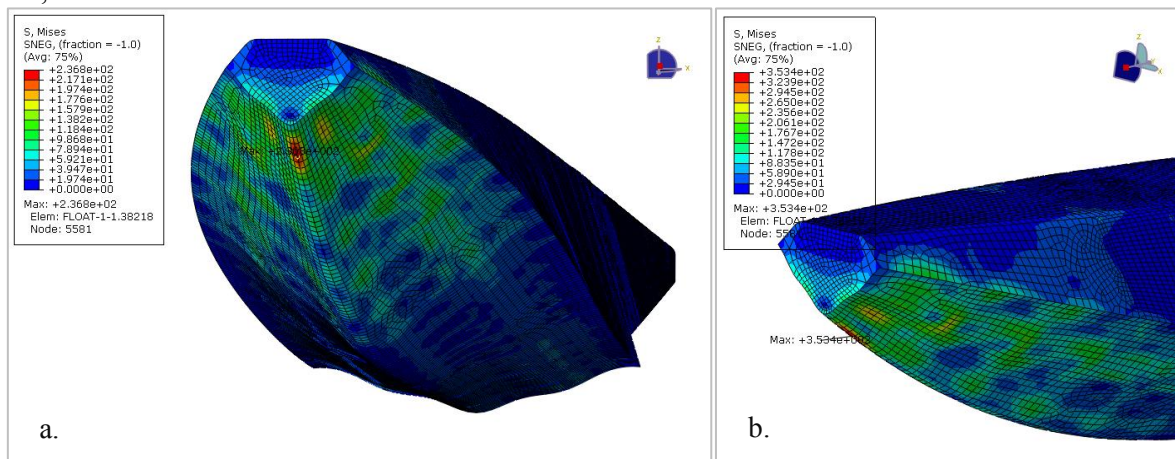 S, Mises
SNEG, (fraction = -1.0)
(Avg: 75%)
+2.368e+02
+2.171e+02
+1.974e+02
+1.776e+02
+1.579e+02
+1.382e+02
+1.184e+02
+9.868e+01
+7.894e+01
+5.921e+01
+3.947e+01
+1.974e+01
+0.000e+00
Max: +2.368e+02
Elem: FLOAT-1-1.38218
Node: 5581
z
x
a.
S, Mises
SNEG, (fraction = -1.0)
(Avg: 75%)
+3.534e+02
+3.239e+02
+2.945e+02
+2.650e+02
+2.356e+02
+2.061e+02
+1.767e+02
+1.472e+02
+1.178e+02
+8.835e+01
+5.890e+01
+2.945e+01
+0.000e+00
Max: +3.534e+02
Elem:
z
x
Max: +3.534e+02
b.